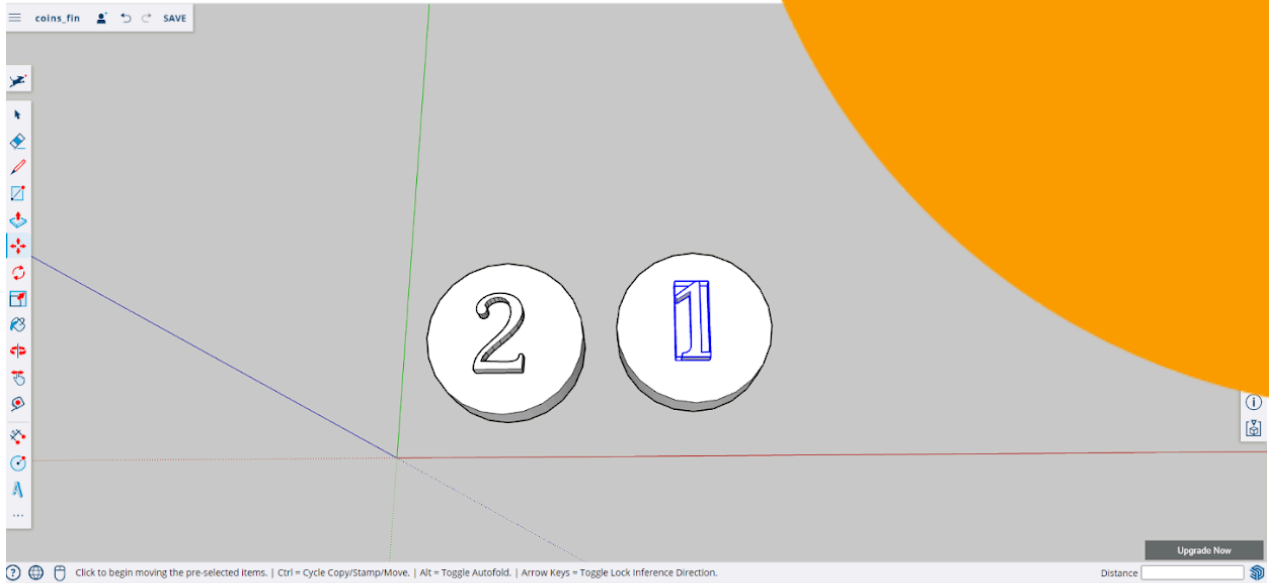 coins_fin SAVE
2 1
A
Upgrade Now
Click to begin moving the pre-selected items. | Ctrl = Cycle Copy/Stamp/Move. | Alt = Toggle Autofold. | Arrow Keys = Toggle Lock Inference Direction. Distance